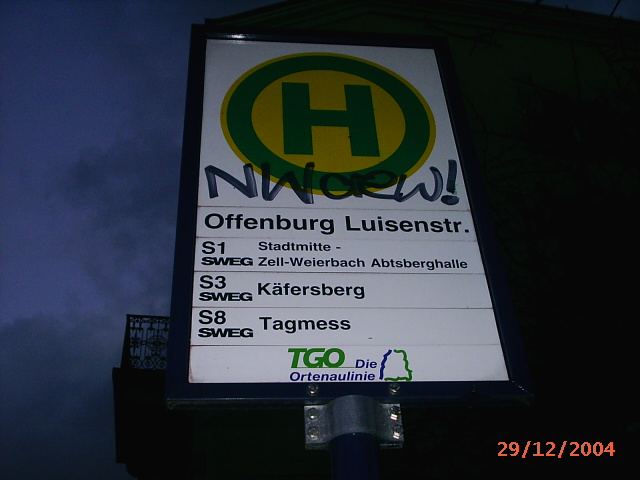 H
Offenburg Luisenstr.
S1 Stadtmitte -
SWEG Zell-Weierbach Abtsberghalle
S3
SWEG Käfersberg
S8
SWEG Tagmess
TGO Die
Ortenaulinie
29/12/2004